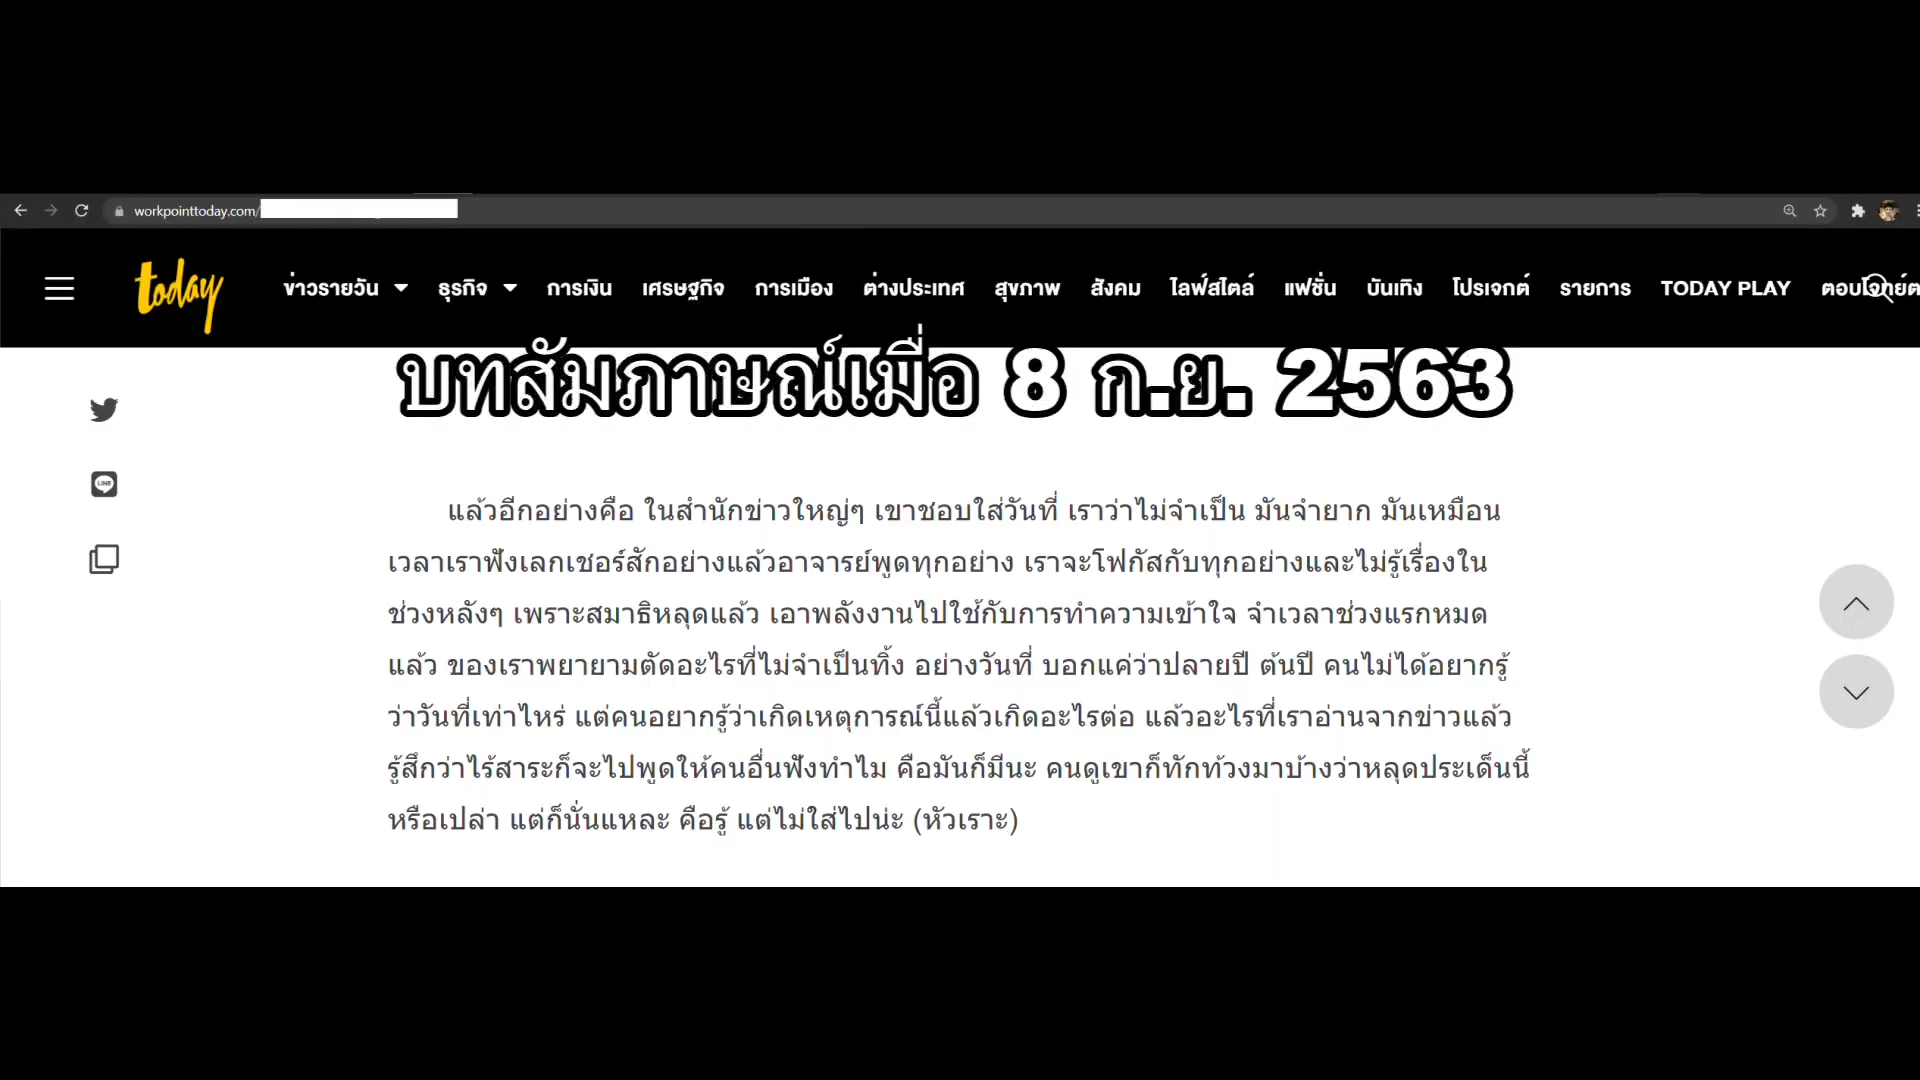 workpointtoday.com/
today
ข่าวรายวัน ธุรกิจ การเงิน เศรษฐกิจ การเมือง ต่างประเทศ สุขภาพ สังคม ไลฟ์สไตล์ แฟชั่น บันเทิง โปรเจกต์ รายการ TODAY PLAY
บทสัมภาษณ์เมื่อ 8 ก.ย. 2563
LINE
แล้วอีกอย่างคือ ในสำนักข่าวใหญ่ๆ เขาชอบใส่วันที่ เราว่าไม่จำเป็น มันจำยาก มันเหมือน
เวลาเราฟังเลกเชอร์สักอย่างแล้วอาจารย์พูดทุกอย่าง เราจะโฟกัสกับทุกอย่างและไม่รู้เรื่องใน
ช่วงหลังๆ เพราะสมาธิหลุดแล้ว เอาพลังงานไปใช้กับการทำความเข้าใจ จำเวลาช่วงแรกหมด
แล้ว ของเราพยายามตัดอะไรที่ไม่จำเป็นทิ้ง อย่างวันที่ บอกแค่ว่าปลายปี ต้นปี คนไม่ได้อยากรู้
ว่าวันที่เท่าไหร่ แต่คนอยากรู้ว่าเกิดเหตุการณ์นี้แล้วเกิดอะไรต่อ แล้วอะไรที่เราอ่านจากข่าวแล้ว
รู้สึกว่าไร้สาระก็จะไปพูดให้คนอื่นฟังทำไม คือมันก็มีนะ คนดูเขาก็ทักท้วงมาบ้างว่าหลุดประเด็นนี้
หรือเปล่า แต่ก็นั่นแหละ คือรู้ แต่ไม่ใส่ไปน่ะ (หัวเราะ)